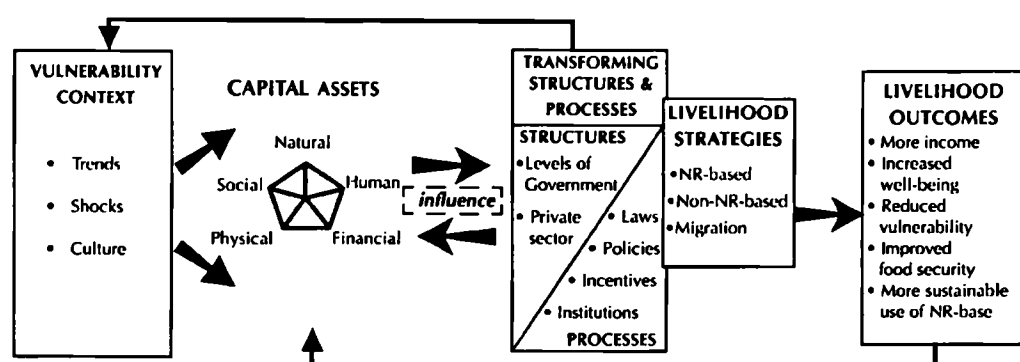 VULNERABILITY
CONTEXT
• Trends
• Shocks
• Culture
CAPITAL ASSETS
Natural
Social
Human
Physical
Financial
influence
TRANSFORMING
STRUCTURES &
PROCESSES
STRUCTURES
• Levels of
Government
• Private
sector
• Laws
• Policies
• Incentives
• Institutions
PROCESSES
LIVELIHOOD
STRATEGIES
• NR-based
• Non-NR-based
• Migration
LIVELIHOOD
OUTCOMES
• More income
• Increased
well-being
• Reduced
vulnerability
• Improved
food security
• More sustainable
use of NR-base